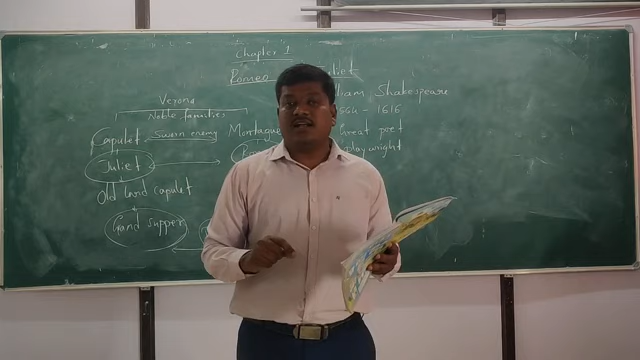 Chapter 1
Romeo Juliet
William Shakespeare
1564 - 1616
Great poet
playwright
Verona
Noble families
Capulet Sworn enemy Montague
Juliet
Old Lord Capulet
Grand supper